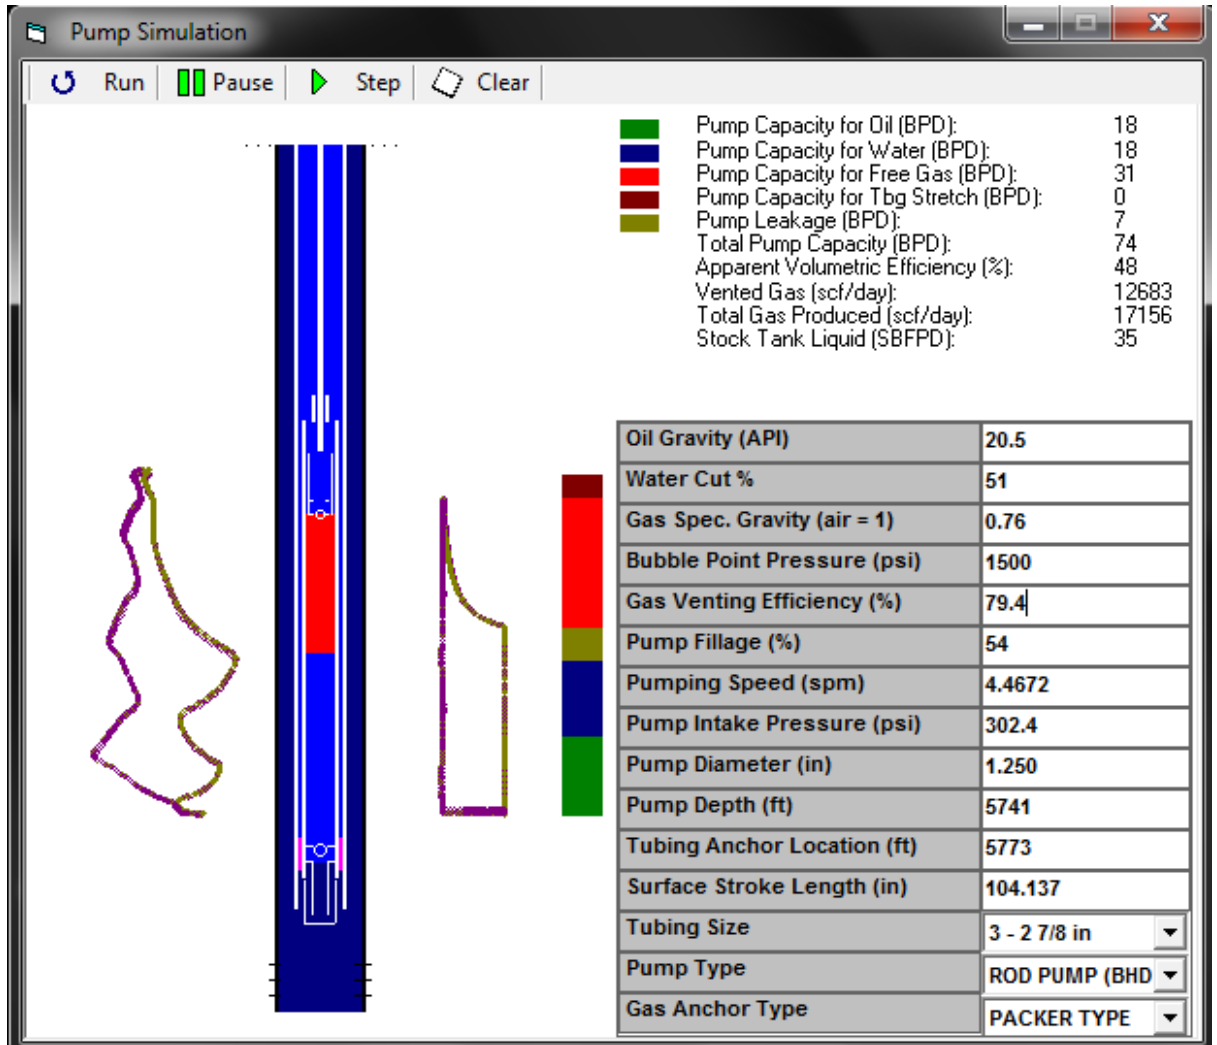 Pump Simulation
Run Pause Step Clear
Pump Capacity for Oil (BPD): 18
Pump Capacity for Water (BPD): 18
Pump Capacity for Free Gas (BPD): 31
Pump Capacity for Tbg Stretch (BPD): 0
Pump Leakage (BPD): 7
Total Pump Capacity (BPD): 74
Apparent Volumetric Efficiency (%): 48
Vented Gas (scf/day): 12683
Total Gas Produced (scf/day): 17156
Stock Tank Liquid (SBFPD): 35
Oil Gravity (API) 20.5
Water Cut % 51
Gas Spec. Gravity (air = 1) 0.76
Bubble Point Pressure (psi) 1500
Gas Venting Efficiency (%) 79.4
Pump Fillage (%) 54
Pumping Speed (spm) 4.4672
Pump Intake Pressure (psi) 302.4
Pump Diameter (in) 1.250
Pump Depth (ft) 5741
Tubing Anchor Location (ft) 5773
Surface Stroke Length (in) 104.137
Tubing Size 3 - 2 7/8 in
Pump Type ROD PUMP (BHD
Gas Anchor Type PACKER TYPE